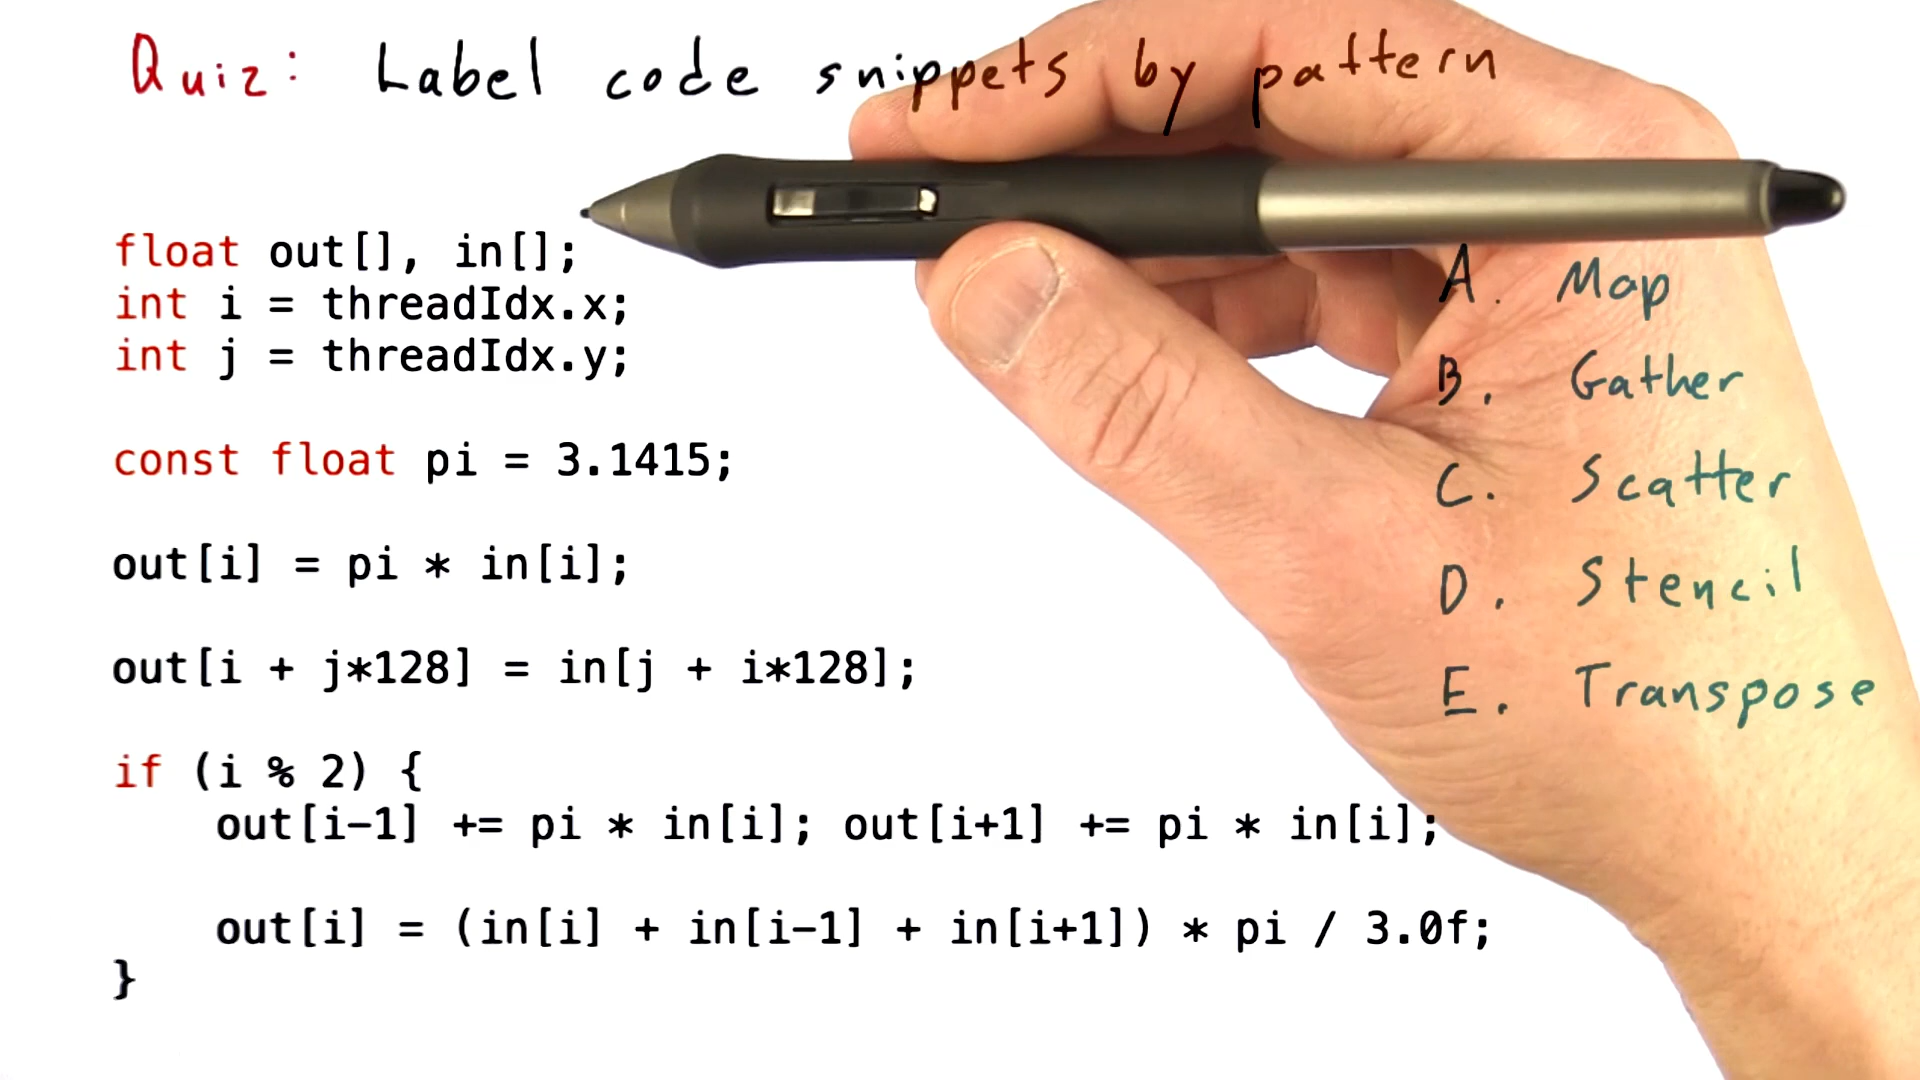 Quiz: Label code snippets by pattern
float out[], in[];
int i = threadIdx.x;
int j = threadIdx.y;
const float pi = 3.1415;
out[i] = pi * in[i];
out[i + j*128] = in[j + i*128];
if (i % 2) {
out[i-1] += pi * in[i]; out[i+1] += pi * in[i];
out[i] = (in[i] + in[i-1] + in[i+1]) * pi / 3.0f;
}
A. Map
B. Gather
C. Scatter
D. Stencil
E. Transpose